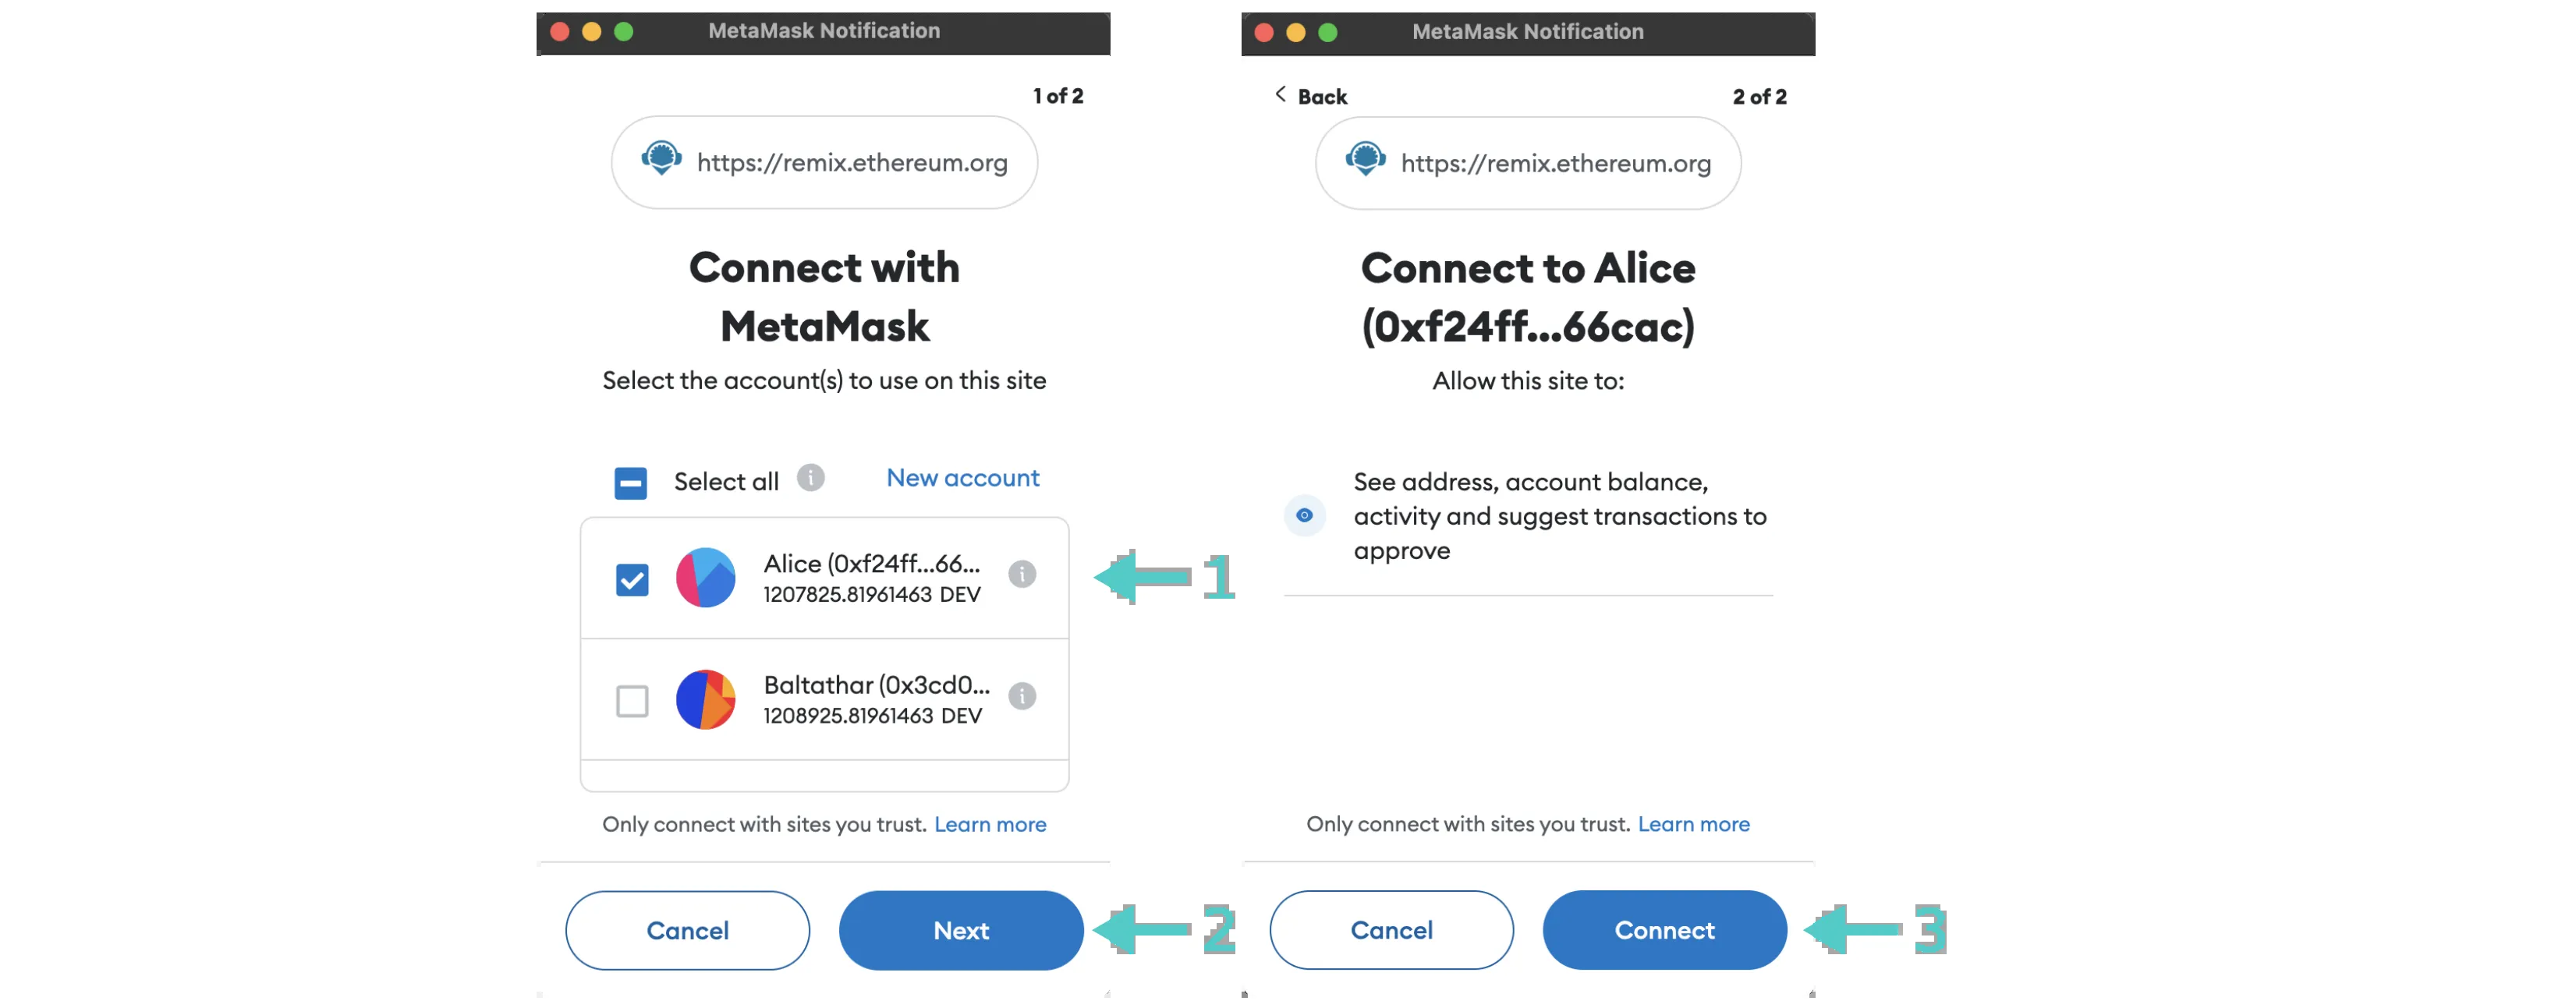 MetaMask Notification
1 of 2
https://remix.ethereum.org
Connect with
MetaMask
Select the account(s) to use on this site
Select all
New account
Alice (0xf24ff...66...
1207825.81961463 DEV
Baltathar (0x3cd0...
1208925.81961463 DEV
Only connect with sites you trust. Learn more
Cancel
Next
1
2
MetaMask Notification
Back
2 of 2
https://remix.ethereum.org
Connect to Alice
(0xf24ff...66cac)
Allow this site to:
See address, account balance,
activity and suggest transactions to
approve
Only connect with sites you trust. Learn more
Cancel
Connect
3